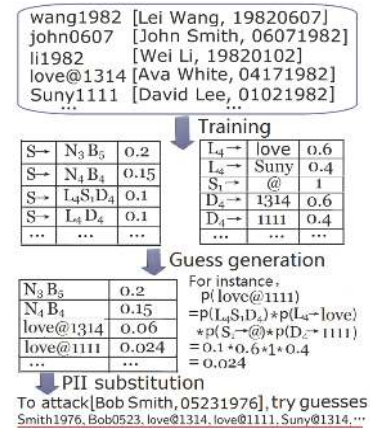 wang1982 [Lei Wang, 19820607]
john0607 [John Smith, 06071982]
li1982 [Wei Li, 19820102]
love@1314 [Ava White, 04171982]
Suny1111 [David Lee, 01021982]
...
Training
S→ N₃B₅ 0.2
S→ N₄B₄ 0.15
S→ L₄S₁D₄ 0.1
S→ L₄D₄ 0.1
... ... ...
L₄→ love 0.6
L₄→ Suny 0.4
S₁→ @ 1
D₄→ 1314 0.6
D₄→ 1111 0.4
... ... ...
Guess generation
N₃B₅ 0.2
N₄B₄ 0.15
love@1314 0.06
love@1111 0.024
... ...
For instance,
p(love@1111)
=p(L₄S₁D₄)*p(L₄→love)
*p(S₁→@)*p(D₄→1111)
=0.1*0.6*1*0.4
=0.024
PII substitution
To attack[Bob Smith,05231976],try guesses
Smith1976, Bob0523, love@1314, love@1111, Suny@1314,...